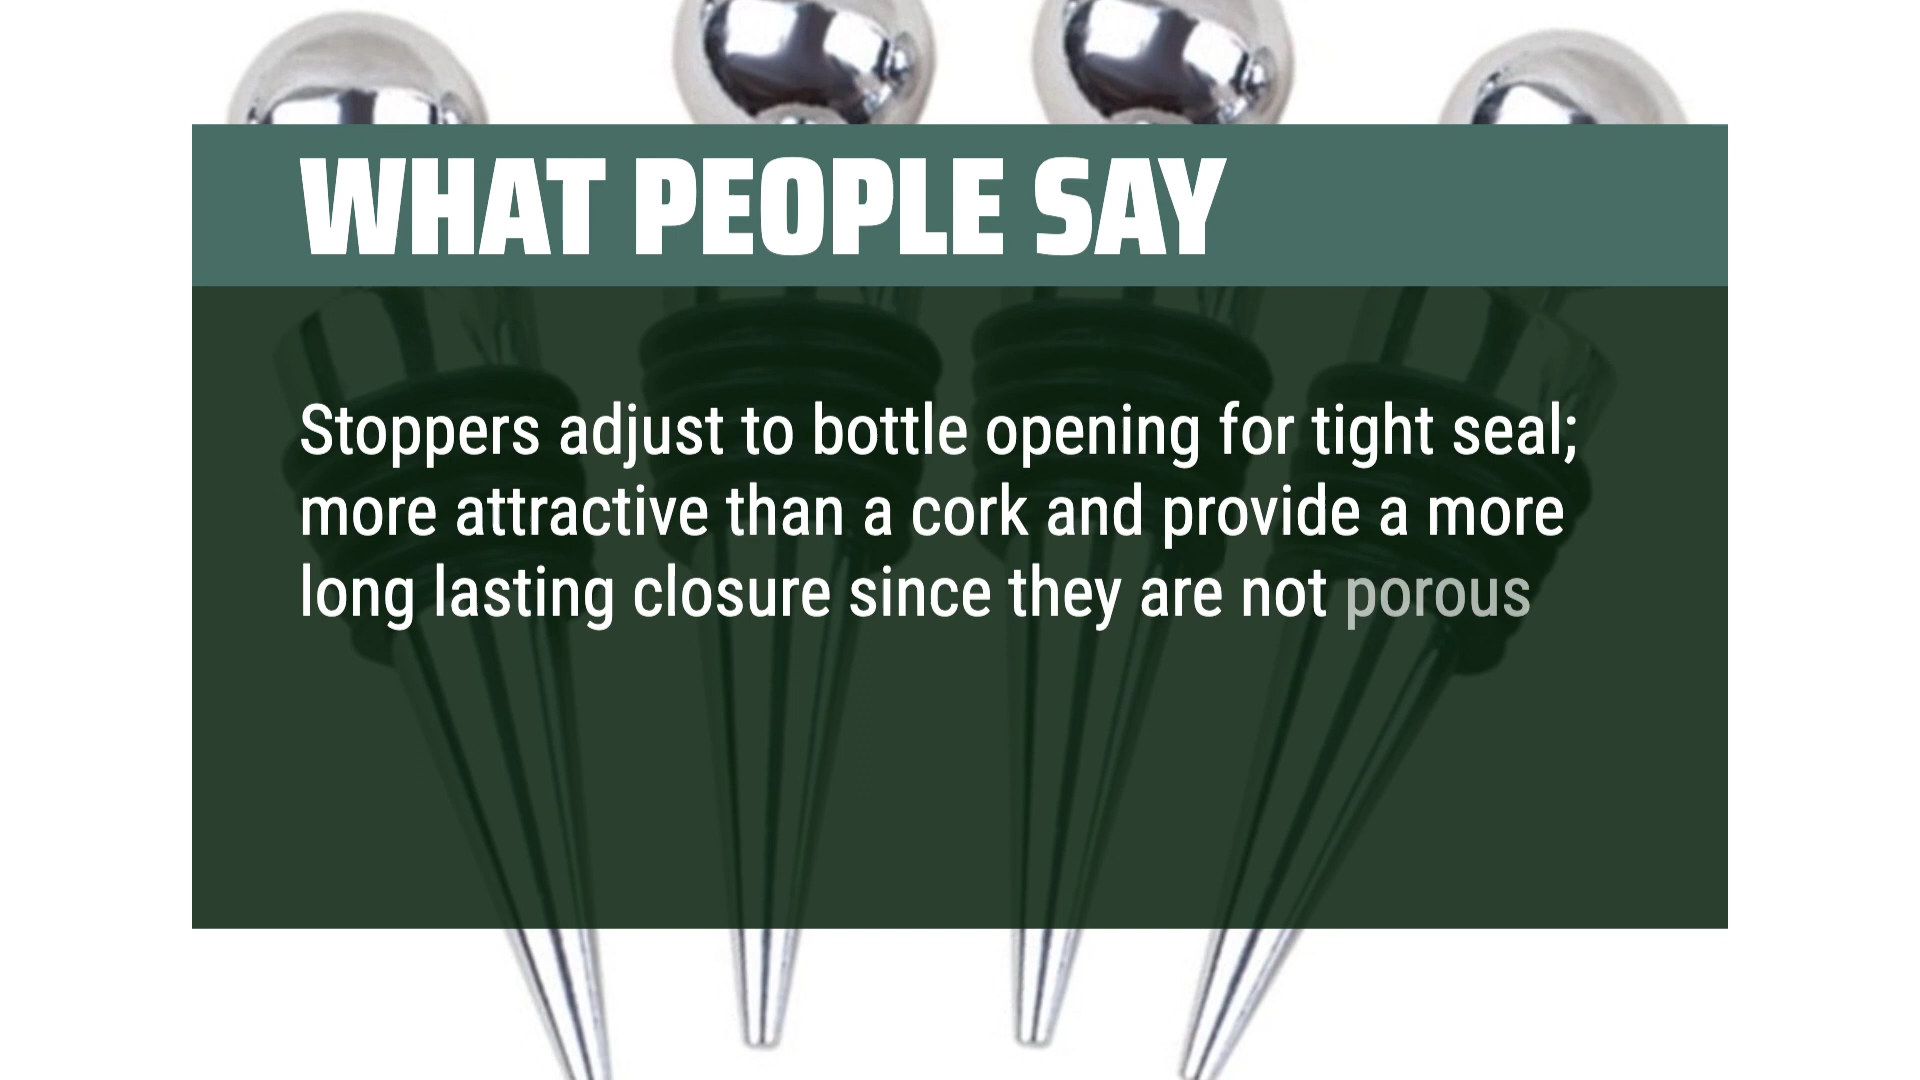 WHAT PEOPLE SAY
Stoppers adjust to bottle opening for tight seal;
more attractive than a cork and provide a more
long lasting closure since they are not porous